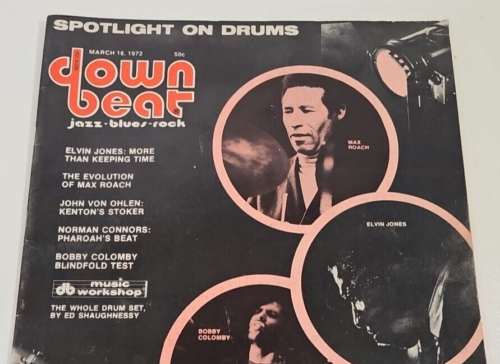 SPOTLIGHT ON DRUMS
MARCH 16, 1972 50c
down
beat
jazz-blues-rock
ELVIN JONES: MORE
THAN KEEPING TIME
THE EVOLUTION
OF MAX ROACH
JOHN VON OHLEN:
KENTON'S STOKER
NORMAN CONNORS:
PHAROAH'S BEAT
BOBBY COLOMBY
BLINDFOLD TEST
db music
workshop
THE WHOLE DRUM SET,
BY ED SHAUGHNESSY
MAX
ROACH
ELVIN JONES
BOBBY
COLOMBY